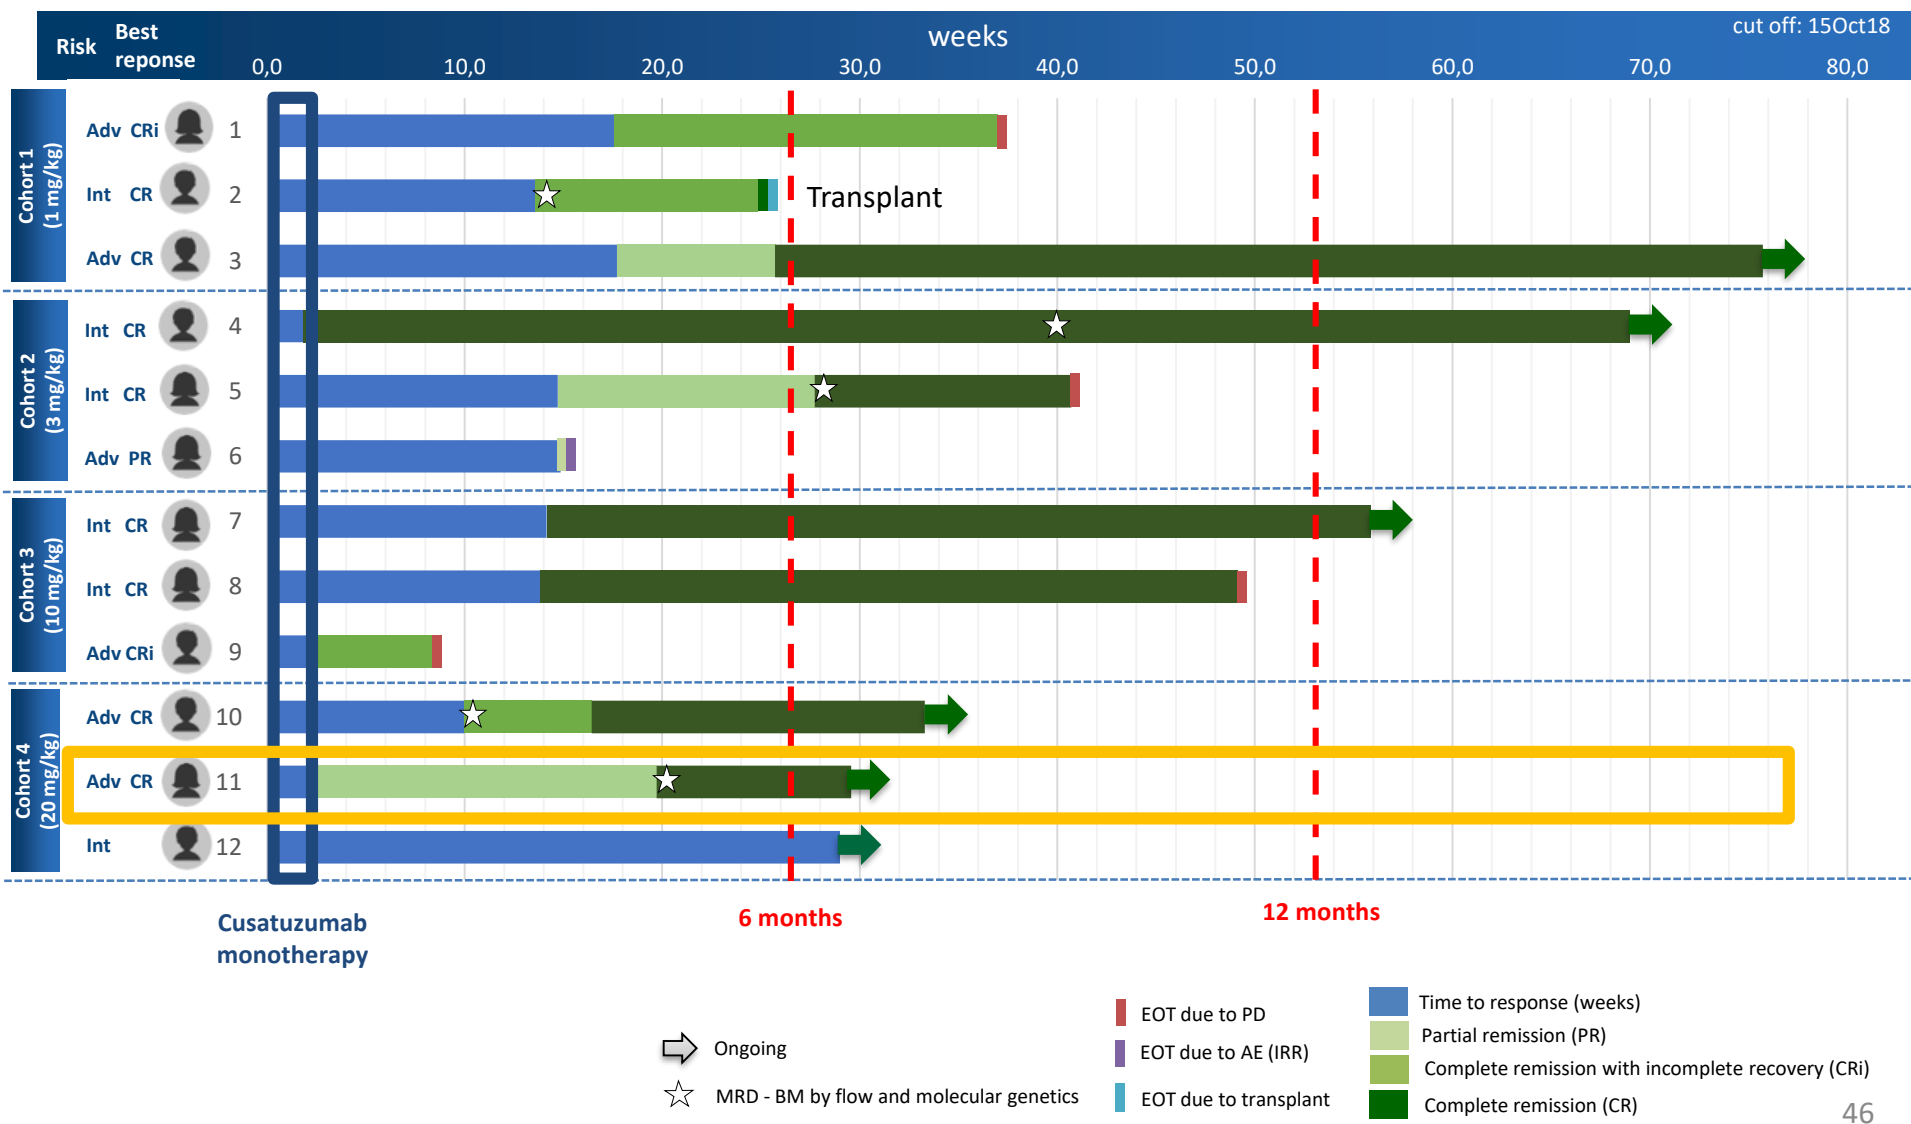 Risk
Best
reponse
weeks
cut off: 15Oct18
0,0 10,0 20,0 30,0 40,0 50,0 60,0 70,0 80,0
Cohort 1
(1 mg/kg)
Adv CRi 1
Int CR 2 Transplant
Adv CR 3
Cohort 2
(3 mg/kg)
Int CR 4
Int CR 5
Adv PR 6
Cohort 3
(10 mg/kg)
Int CR 7
Int CR 8
Adv CRi 9
Cohort 4
(20 mg/kg)
Adv CR 10
Adv CR 11
Int 12
Cusatuzumab
monotherapy
6 months
12 months
Ongoing
MRD - BM by flow and molecular genetics
EOT due to PD
EOT due to AE (IRR)
EOT due to transplant
Time to response (weeks)
Partial remission (PR)
Complete remission with incomplete recovery (CRi)
Complete remission (CR)
46